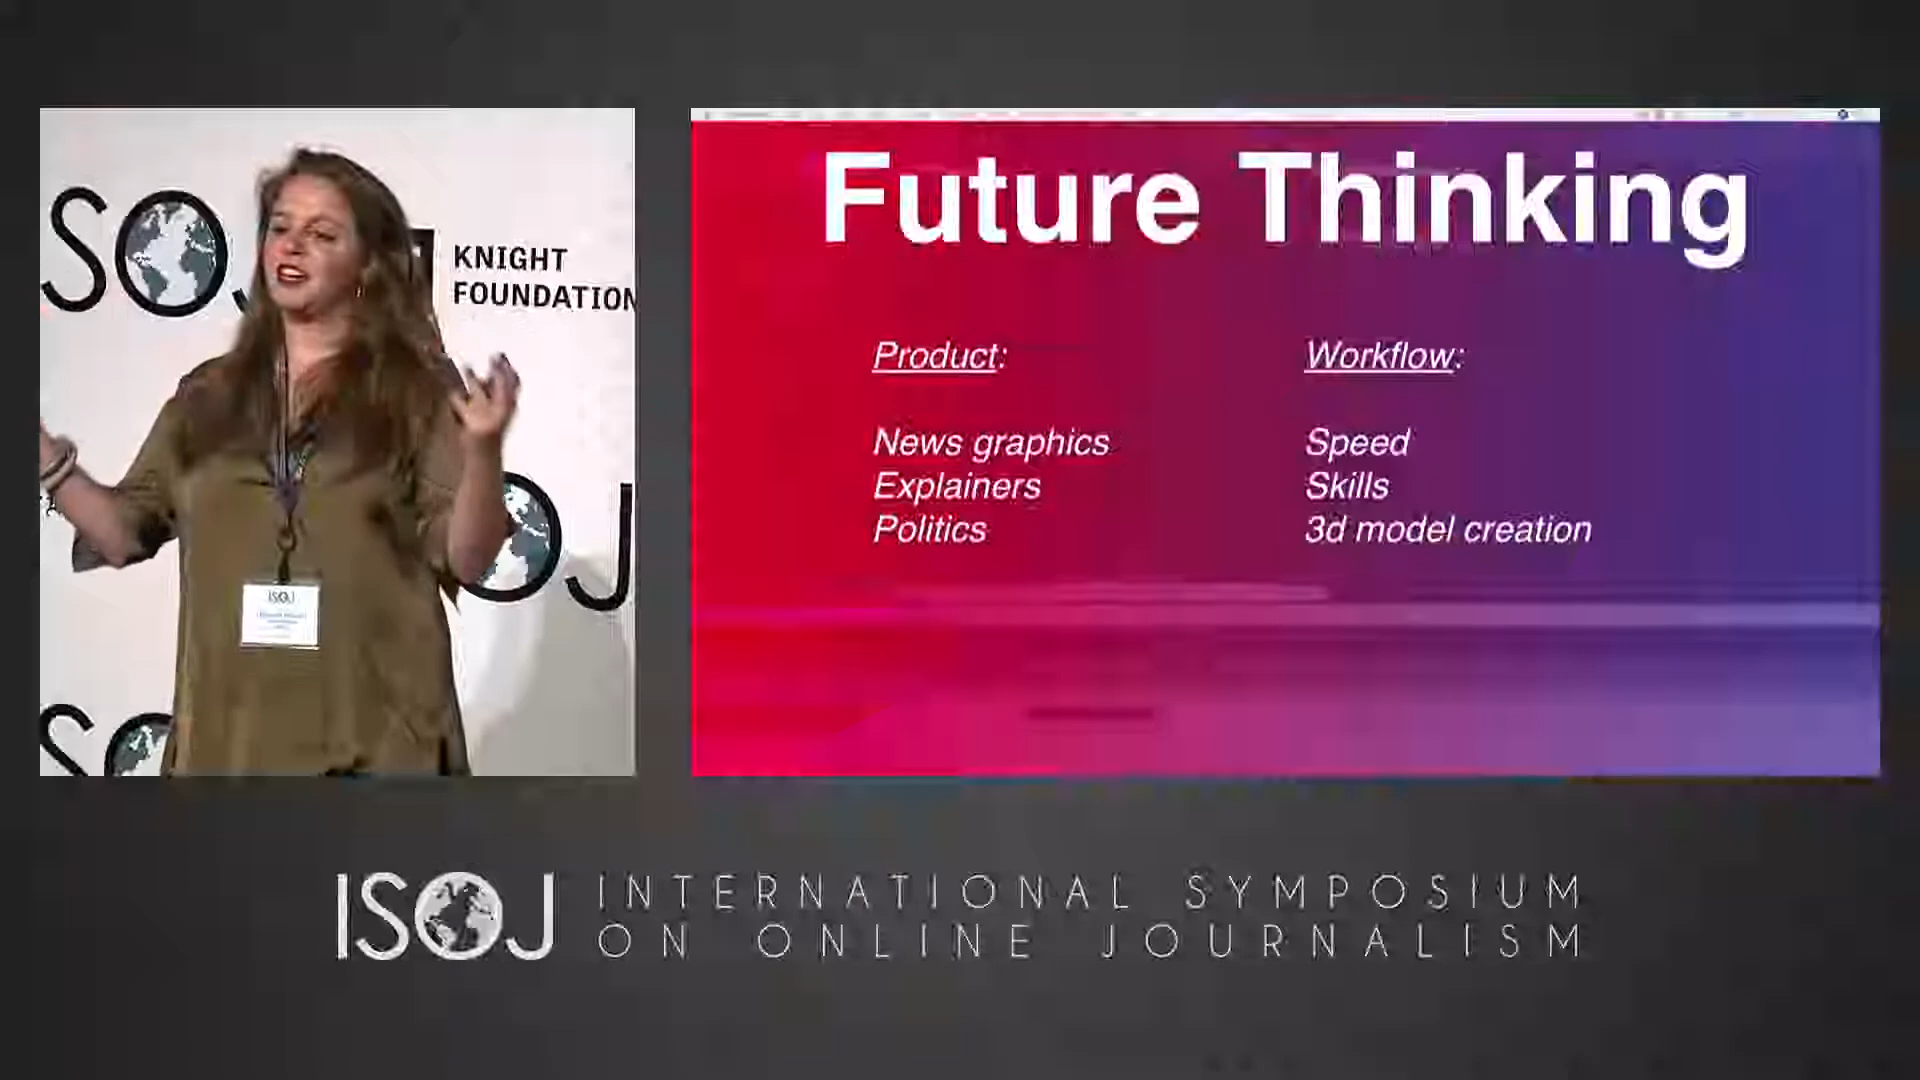 KNIGHT
FOUNDATION
ISOJ
Future Thinking
Product:
News graphics
Explainers
Politics
Workflow:
Speed
Skills
3d model creation
ISOJ
INTERNATIONAL SYMPOSIUM
ON ONLINE JOURNALISM